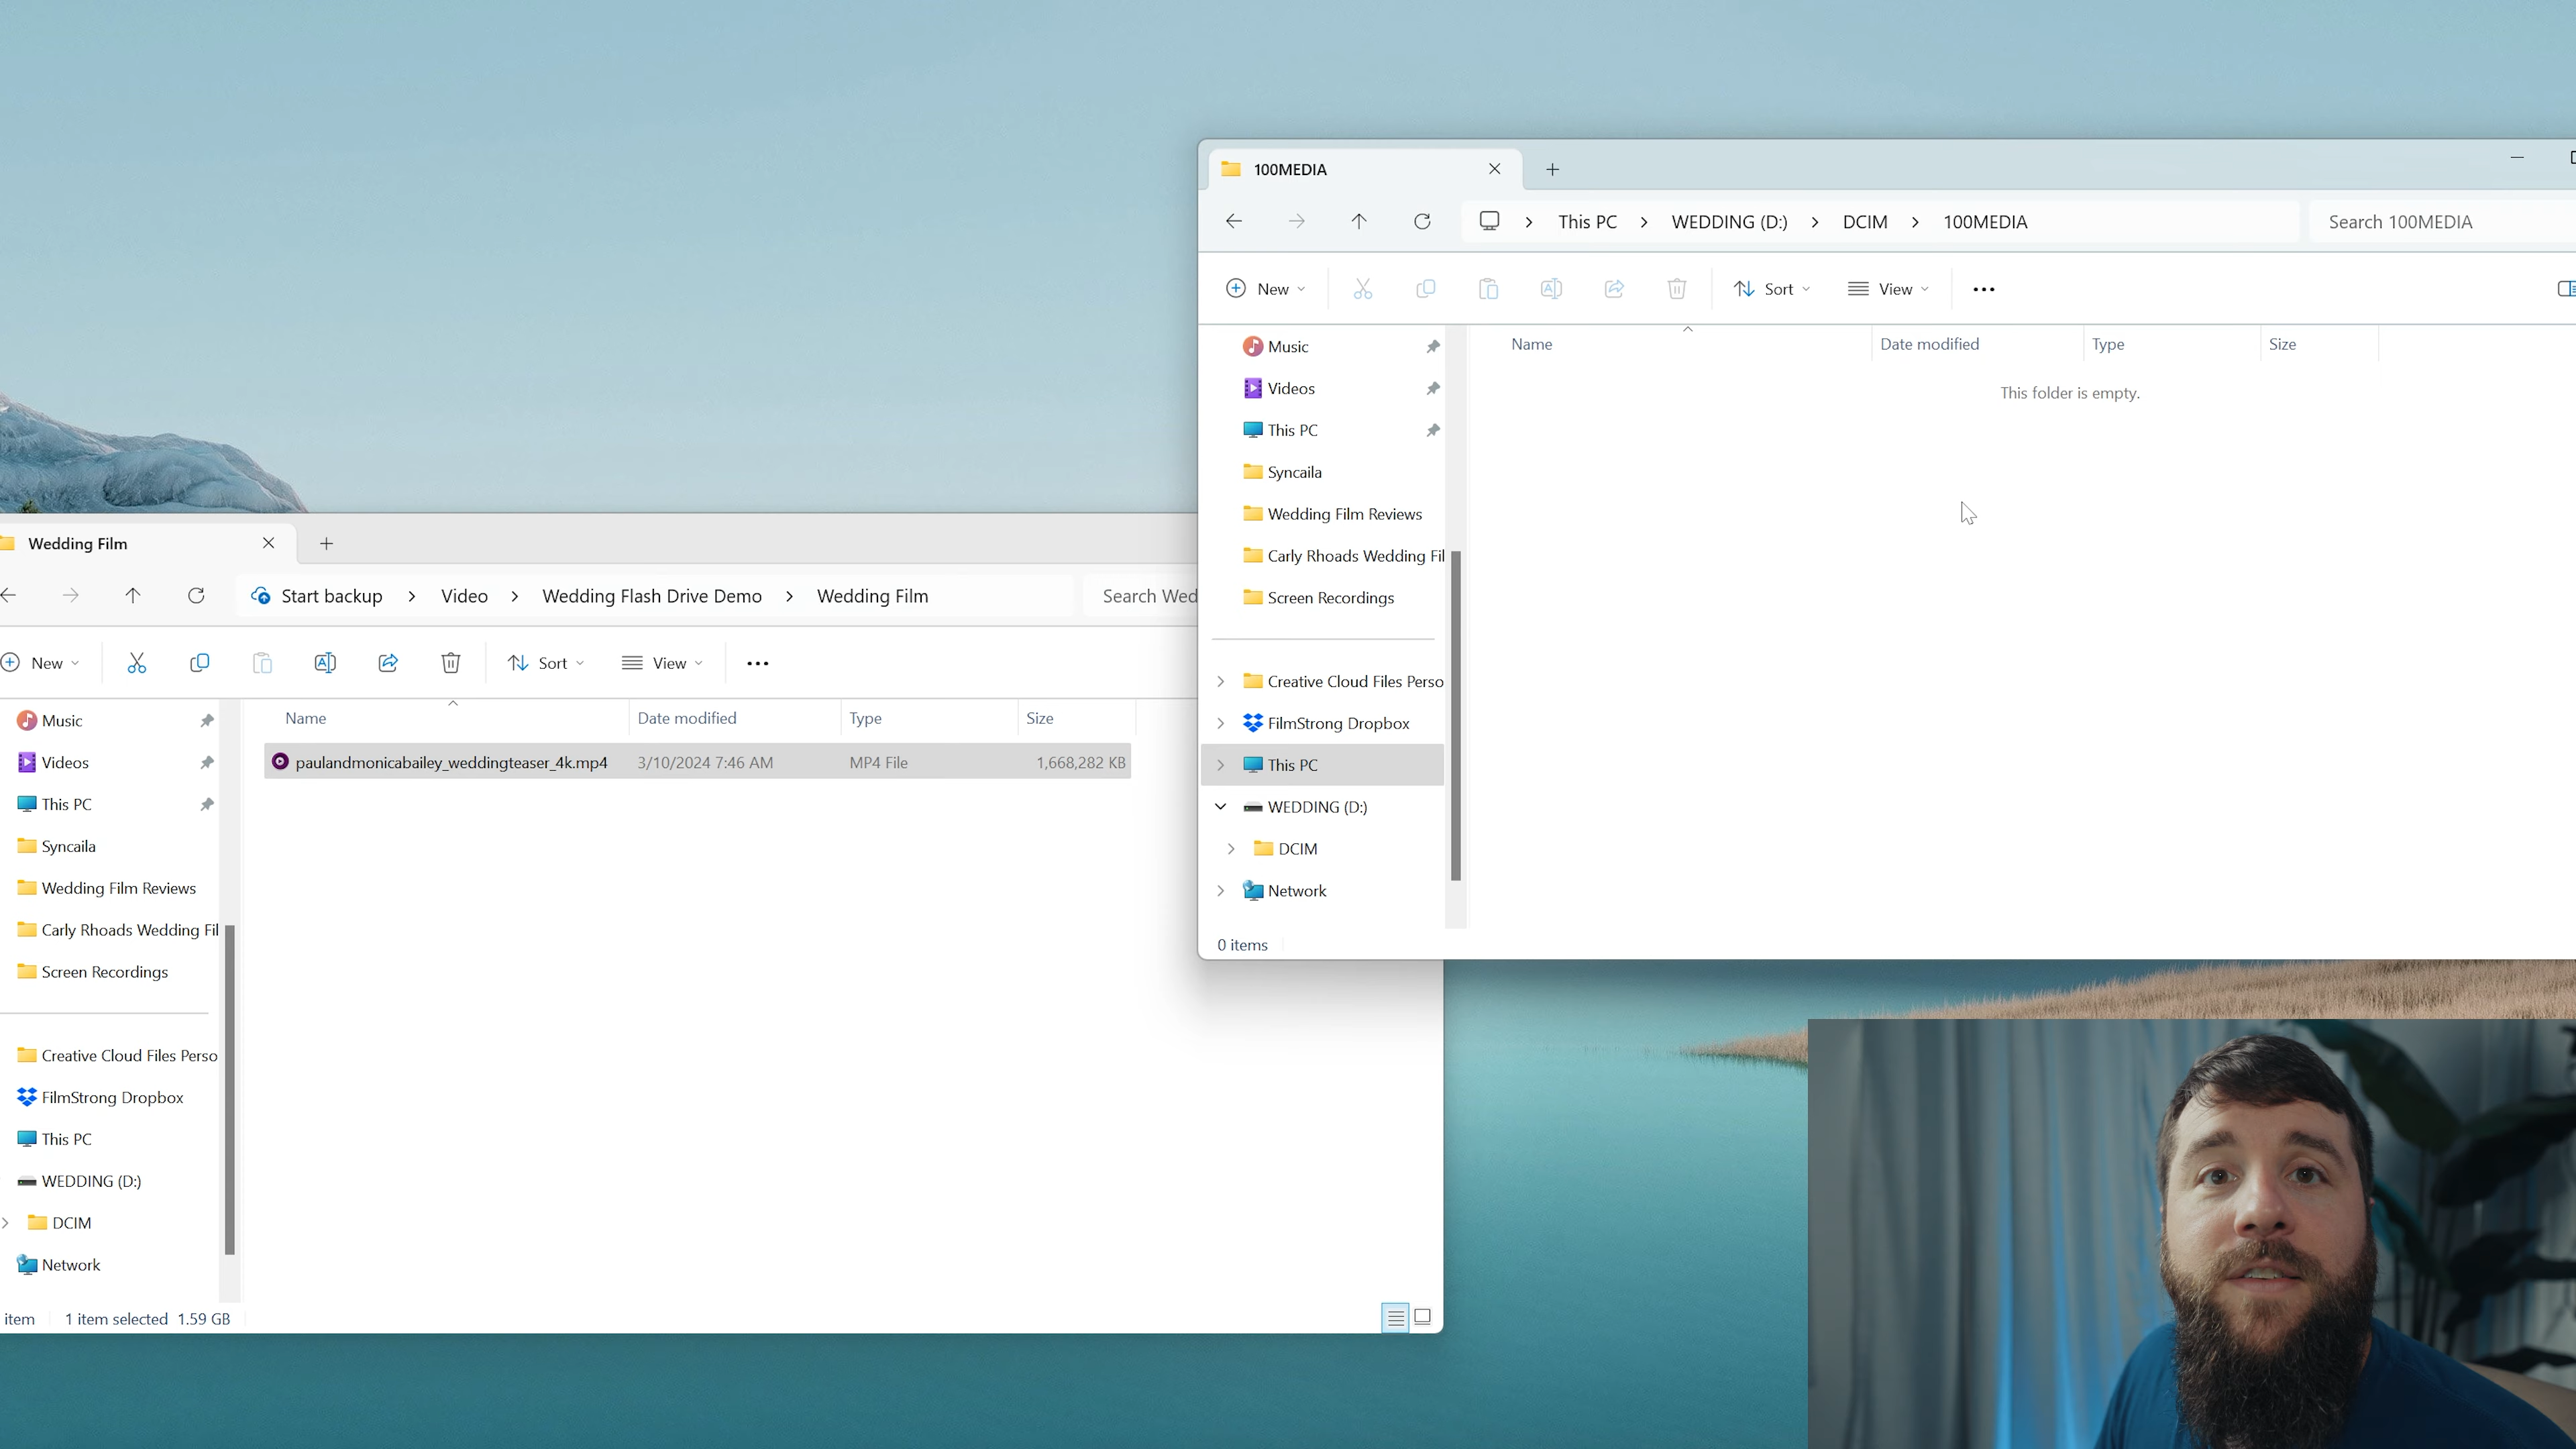 100MEDIA
This PC
WEDDING (D:)
DCIM
100MEDIA
Search 100MEDIA
New
Sort
View
Name
Date modified
Type
Size
This folder is empty.
Music
Videos
This PC
Syncaila
Wedding Film Reviews
Carly Rhoads Wedding Fil
Screen Recordings
Creative Cloud Files Perso
FilmStrong Dropbox
This PC
WEDDING (D:)
DCIM
Network
0 items
Wedding Film
Start backup
Video
Wedding Flash Drive Demo
Wedding Film
Search Wed
New
Sort
View
Name
Date modified
Type
Size
paulandmonicabailey_weddingteaser_4k.mp4
3/10/2024 7:46 AM
MP4 File
1,668,282 KB
Music
Videos
This PC
Syncaila
Wedding Film Reviews
Carly Rhoads Wedding Fil
Screen Recordings
Creative Cloud Files Perso
FilmStrong Dropbox
This PC
WEDDING (D:)
DCIM
Network
item
1 item selected 1.59 GB